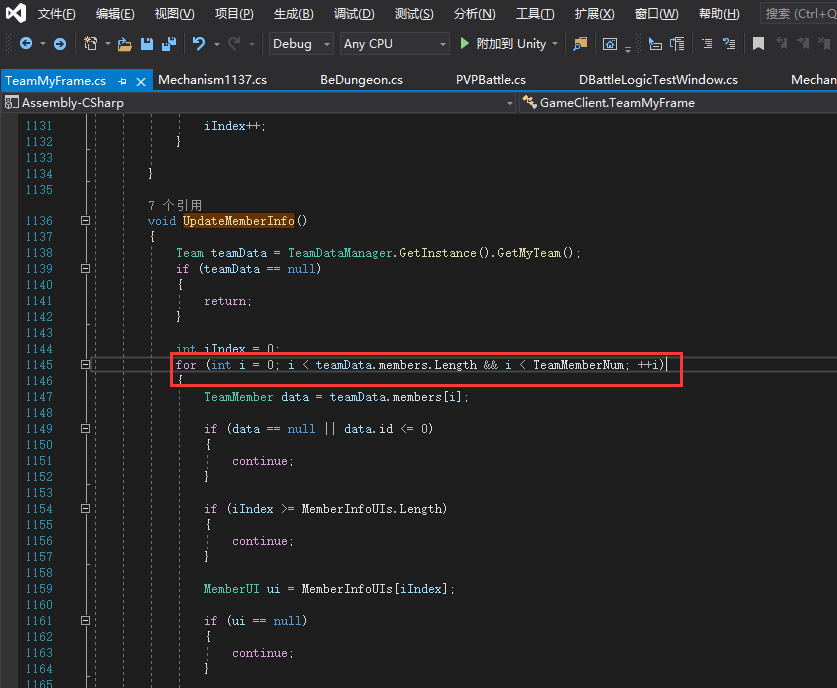 文件(F) 编辑(E) 视图(V) 项目(P) 生成(B) 调试(D) 测试(S) 分析(N) 工具(T) 扩展(X) 窗口(W) 帮助(H) 搜索 (Ctrl+Q
Debug Any CPU 附加到 Unity
TeamMyFrame.cs Mechanism1137.cs BeDungeon.cs PVPBattle.cs DBattleLogicTestWindow.cs Mechan
Assembly-CSharp GameClient.TeamMyFrame
1131 iIndex++;
1132 }
1133
1134 }
1135
7 个引用
1136 void UpdateMemberInfo()
1137 {
1138 Team teamData = TeamDataManager.GetInstance().GetMyTeam();
1139 if (teamData == null)
1140 {
1141 return;
1142 }
1143
1144 int iIndex = 0;
1145 for (int i = 0; i < teamData.members.Length && i < TeamMemberNum; ++i)
1146 {
1147 TeamMember data = teamData.members[i];
1148
1149 if (data == null || data.id <= 0)
1150 {
1151 continue;
1152 }
1153
1154 if (iIndex >= MemberInfoUIs.Length)
1155 {
1156 continue;
1157 }
1158
1159 MemberUI ui = MemberInfoUIs[iIndex];
1160
1161 if (ui == null)
1162 {
1163 continue;
1164 }
1165